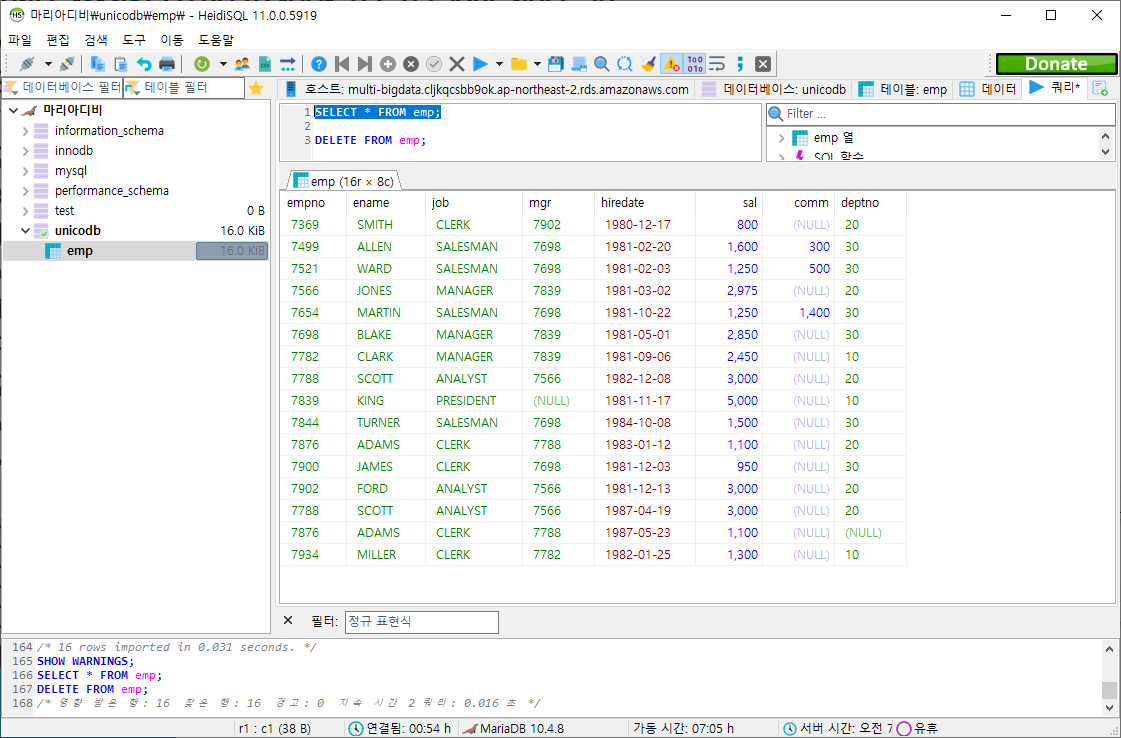 마리아디비₩unicodb₩emp₩ - HeidiSQL 11.0.0.5919
파일 편집 검색 도구 이동 도움말
Donate
데이터베이스 필터 테이블 필터
호스트: multi-bigdata.cljkqcsbb9ok.ap-northeast-2.rds.amazonaws.com 데이터베이스: unicodb 테이블: emp 데이터 쿼리*
마리아디비
information_schema
innodb
mysql
performance_schema
test 0 B
unicodb 16.0 KiB
emp 16.0 KiB
1 SELECT * FROM emp;
2
3 DELETE FROM emp;
Filter ...
emp 열
SQL 함수
emp (16r × 8c)
empno ename job mgr hiredate sal comm deptno
7369 SMITH CLERK 7902 1980-12-17 800 (NULL) 20
7499 ALLEN SALESMAN 7698 1981-02-20 1,600 300 30
7521 WARD SALESMAN 7698 1981-02-03 1,250 500 30
7566 JONES MANAGER 7839 1981-03-02 2,975 (NULL) 20
7654 MARTIN SALESMAN 7698 1981-10-22 1,250 1,400 30
7698 BLAKE MANAGER 7839 1981-05-01 2,850 (NULL) 30
7782 CLARK MANAGER 7839 1981-09-06 2,450 (NULL) 10
7788 SCOTT ANALYST 7566 1982-12-08 3,000 (NULL) 20
7839 KING PRESIDENT (NULL) 1981-11-17 5,000 (NULL) 10
7844 TURNER SALESMAN 7698 1984-10-08 1,500 (NULL) 30
7876 ADAMS CLERK 7788 1983-01-12 1,100 (NULL) 20
7900 JAMES CLERK 7698 1981-12-03 950 (NULL) 30
7902 FORD ANALYST 7566 1981-12-13 3,000 (NULL) 20
7788 SCOTT ANALYST 7566 1987-04-19 3,000 (NULL) 20
7876 ADAMS CLERK 7788 1987-05-23 1,100 (NULL) (NULL)
7934 MILLER CLERK 7782 1982-01-25 1,300 (NULL) 10
필터: 정규 표현식
164 /* 16 rows imported in 0.031 seconds. */
165 SHOW WARNINGS;
166 SELECT * FROM emp;
167 DELETE FROM emp;
168 /* 영향 받은 행: 16 찾은 행: 16 경고: 0 지속 시간 2 쿼리: 0.016 초 */
r1 : c1 (38 B) 연결됨: 00:54 h MariaDB 10.4.8 가동 시간: 07:05 h 서버 시간: 오전 7 유휴